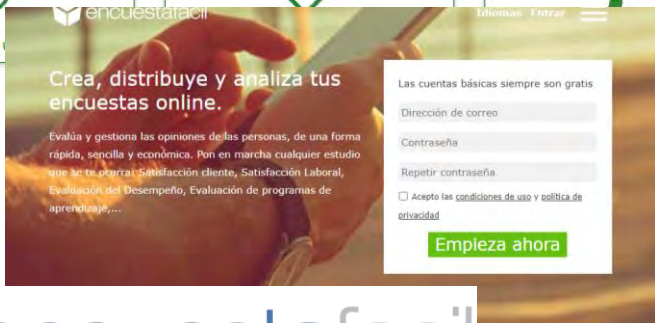 encuestafacil
Idiomas Entrar
Crea, distribuye y analiza tus
encuestas online.
Evalúa y gestiona las opiniones de las personas, de una forma
rápida, sencilla y económica. Pon en marcha cualquier estudio
que se te ocurra: Satisfacción cliente, Satisfacción Laboral,
Evaluación del Desempeño, Evaluación de programas de
aprendizaje,...
Las cuentas básicas siempre son gratis
Dirección de correo
Contraseña
Repetir contraseña
Acepto las condiciones de uso y política de
privacidad
Empieza ahora